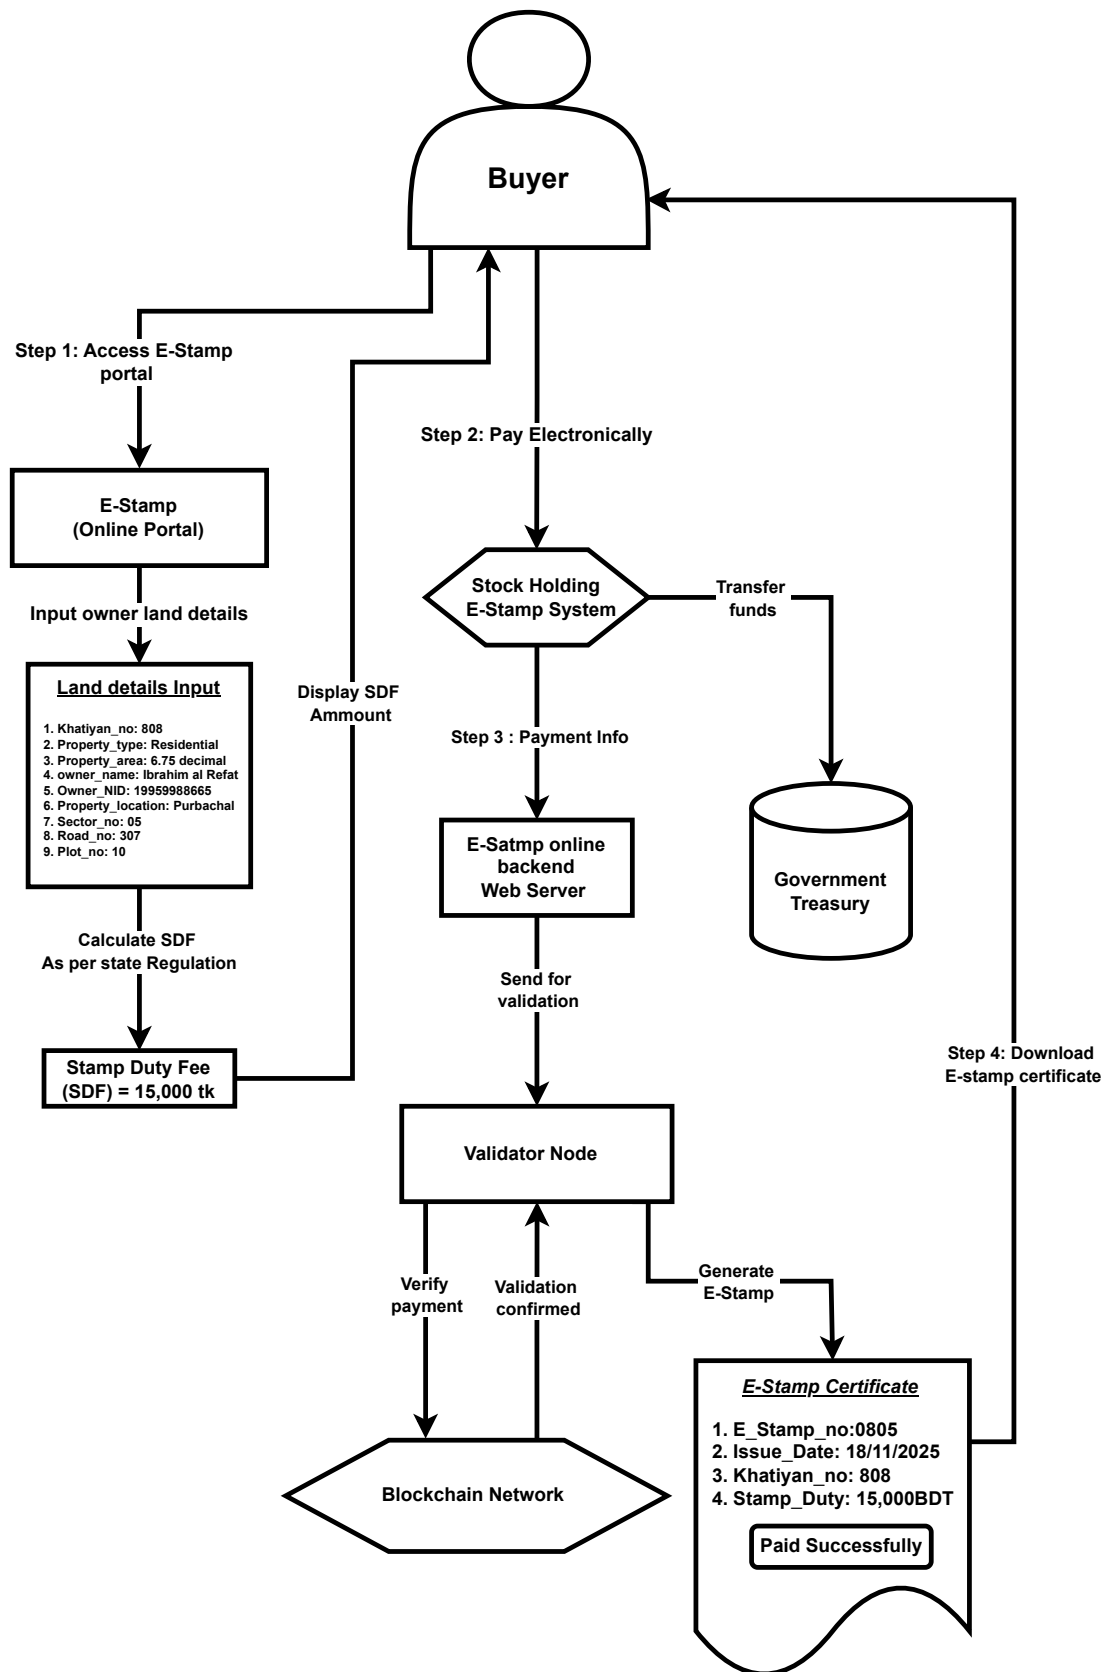 Buyer
Step 1: Access E-Stamp
portal
Step 2: Pay Electronically
E-Stamp
(Online Portal)
Stock Holding
E-Stamp System
Transfer
funds
Input owner land details
Land details Input
1. Khatiyan_no: 808
2. Property_type: Residential
3. Property_area: 6.75 decimal
4. owner_name: Ibrahim al Refat
5. Owner_NID: 19959988665
6. Property_location: Purbachal
7. Sector_no: 05
8. Road_no: 307
9. Plot_no: 10
Display SDF
Ammount
Step 3 : Payment Info
E-Satmp online
backend
Web Server
Government
Treasury
Calculate SDF
As per state Regulation
Send for
validation
Stamp Duty Fee
(SDF) = 15,000 tk
Step 4: Download
E-stamp certificate
Validator Node
Verify
payment
Validation
confirmed
Generate
E-Stamp
Blockchain Network
E-Stamp Certificate
1. E_Stamp_no:0805
2. Issue_Date: 18/11/2025
3. Khatiyan_no: 808
4. Stamp_Duty: 15,000BDT
Paid Successfully